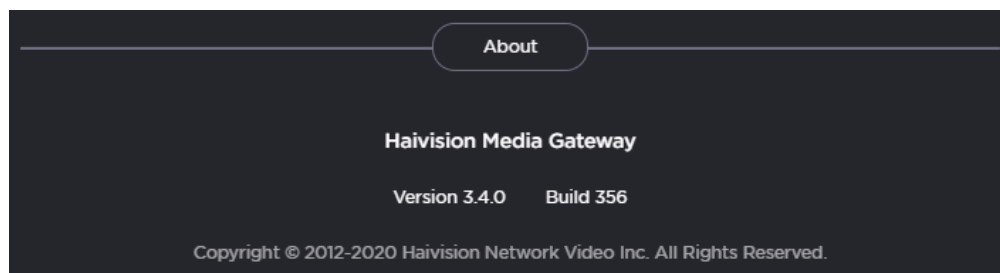 About
Haivision Media Gateway
Version 3.4.0 Build 356
Copyright © 2012-2020 Haivision Network Video Inc. All Rights Reserved.